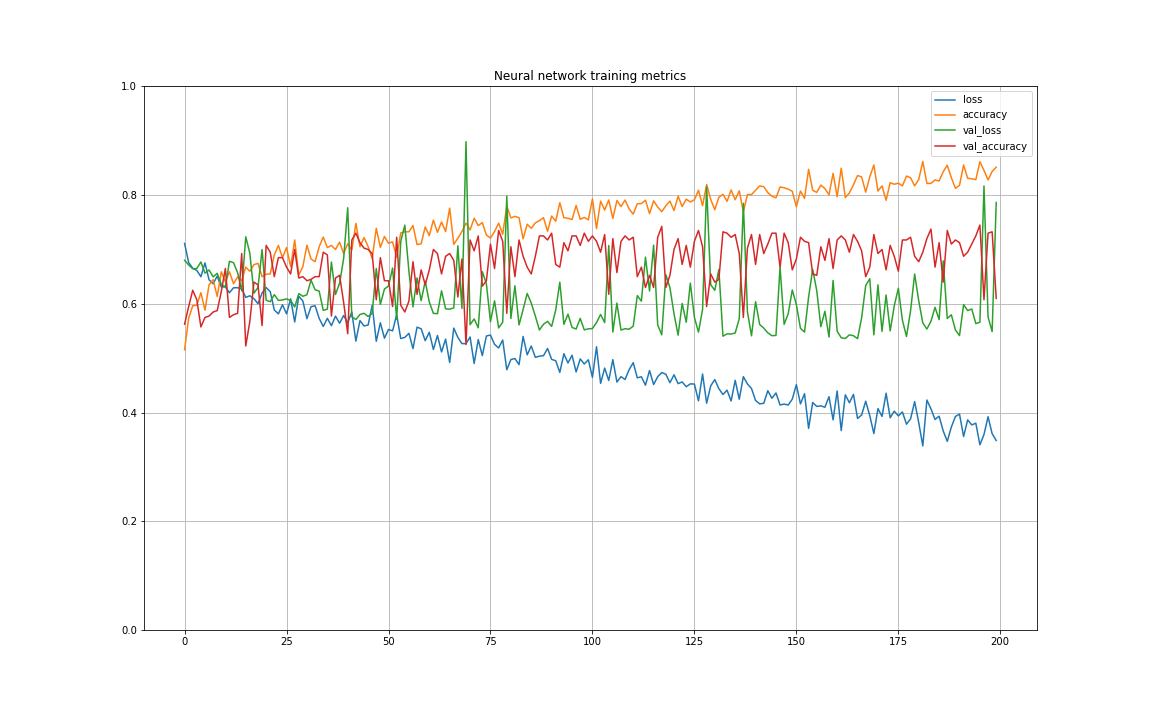 Neural network training metrics
1.0
0.8
0.6
0.4
0.2
0.0
loss
accuracy
val_loss
val_accuracy
0 25 50 75 100 125 150 175 200